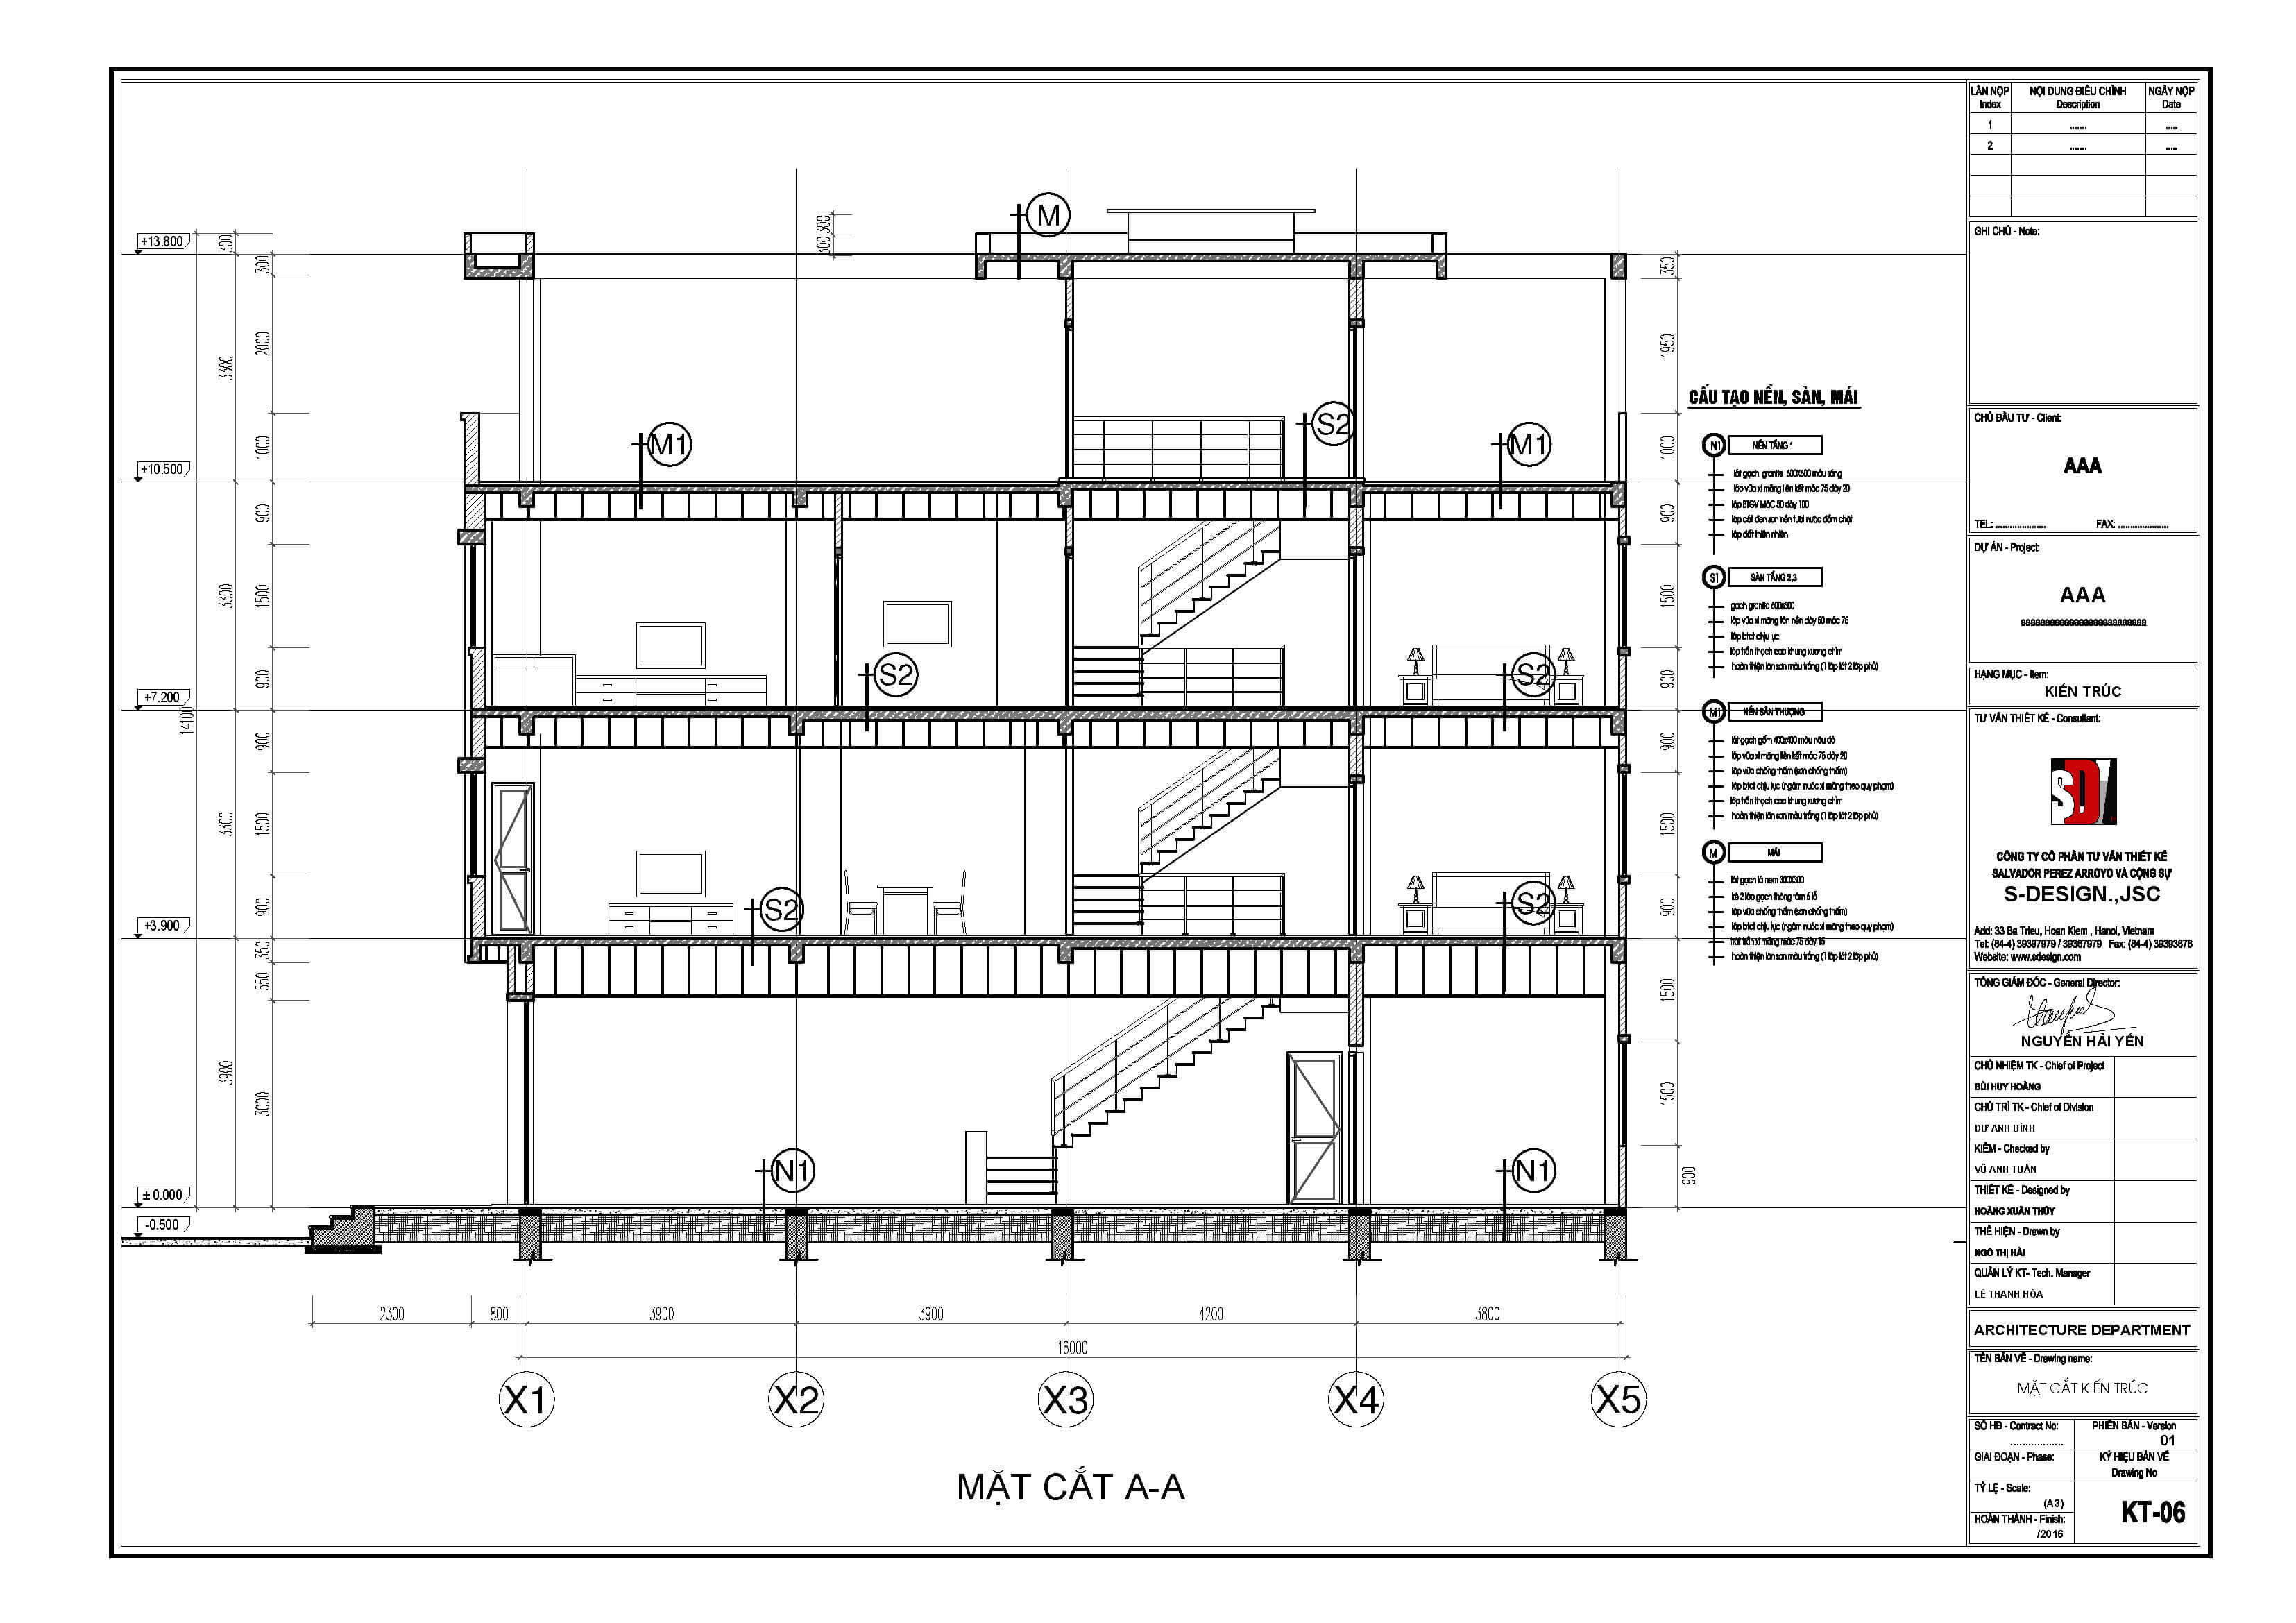 LẦN NỘP NỘI DUNG ĐIỀU CHỈNH NGÀY NỘP
Index Description Date
1 ....... .....
2 ....... .....
GHI CHÚ - Note:
CHỦ ĐẦU TƯ - Client:
AAA
TEL: .................... FAX: ....................
DỰ ÁN - Project:
AAA
HẠNG MỤC - Item:
KIẾN TRÚC
TƯ VẤN THIẾT KẾ - Consultant:
SD
CÔNG TY CỔ PHẦN TƯ VẤN THIẾT KẾ
SALVADOR PEREZ ARROYO VÀ CỘNG SỰ
S-DESIGN.,JSC
Add: 33 Ba Trieu, Hoan Kiem , Hanoi, Vietnam
Tel: (84-4) 39397979 / 39367979 Fax: (84-4) 39393678
Website: www.sdesign.com
TỔNG GIÁM ĐỐC - General Director:
NGUYỄN HẢI YẾN
CHỦ NHIỆM TK - Chief of Project
BÙI HUY HOÀNG
CHỦ TRÌ TK - Chief of Division
DƯ ANH BÌNH
KIỂM - Checked by
VŨ ANH TUẤN
THIẾT KẾ - Designed by
HOÀNG XUÂN THỦY
THỂ HIỆN - Drawn by
NGÔ THỊ HẢI
QUẢN LÝ KT- Tech. Manager
LÊ THANH HÒA
ARCHITECTURE DEPARTMENT
TÊN BẢN VẼ - Drawing name:
MẶT CẮT KIẾN TRÚC
SỐ HĐ - Contract No: PHIÊN BẢN - Version
.................. 01
GIAI ĐOẠN - Phase: KÝ HIỆU BẢN VẼ
Drawing No
TỶ LỆ - Scale:
(A3)
KT-06
HOÀN THÀNH - Finish:
/2016
CẤU TẠO NỀN, SÀN, MÁI
N1 NỀN TẦNG 1
lát gạch granite 600X600 màu sáng
lớp vữa xi măng liên kết mác 75 dày 20
lớp BTGV MÁC 50 dày 100
lớp cát đen san nền tưới nước đầm chặt
lớp đất thiên nhiên
S1 SÀN TẦNG 2,3
gạch granite 600x600
lớp vữa xi măng tôn nền dày 50 mác 75
lớp btct chịu lực
lớp trần thạch cao khung xương chìm
hoàn thiện lăn sơn màu trắng (1 lớp lót 2 lớp phủ)
M1 NỀN SÂN THƯỢNG
lát gạch gốm 400x400 màu nâu đỏ
lớp vữa xi măng liên kết mác 75 dày 20
lớp vữa chống thấm (sơn chống thấm)
lớp btct chịu lực (ngâm nước xi măng theo quy phạm)
lớp trần thạch cao khung xương chìm
hoàn thiện lăn sơn màu trắng (1 lớp lót 2 lớp phủ)
M MÁI
lát gạch lá nem 300X300
kê 2 lớp gạch thông tâm 6 lỗ
lớp vữa chống thấm (sơn chống thấm)
lớp btct chịu lực (ngâm nước xi măng theo quy phạm)
trát trần xi măng mác 75 dày 15
hoàn thiện lăn sơn màu trắng (1 lớp lót 2 lớp phủ)
+13.800
+10.500
+7.200
+3.900
± 0.000
-0.500
14100
300
3300
3300
3300
3900
300
2000
1000
900
1500
900
900
1500
900
350
550
3000
300
300
350
1950
1000
900
1500
900
900
1500
900
1500
1500
900
M
M1
S2
M1
S2
S2
S2
S2
N1
N1
2300 800 3900 3900 4200 3800
16000
X1 X2 X3 X4 X5
MẶT CẮT A-A